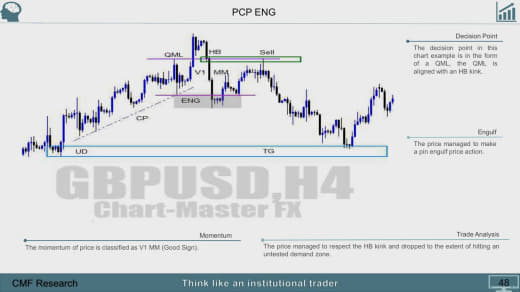 PCP ENG
Decision Point
The decision point in this
chart example is in the form
of a QML, the QML is
aligned with an HB kink.
QML
HB
Sell
V1
MM
ENG
CP
Engulf
The price managed to make
a pin engulf price action.
UD
TG
GBPUSD,H4
Chart-Master FX
Momentum
The momentum of price is classified as V1 MM (Good Sign).
Trade Analysis
The price managed to respect the HB kink and dropped to the extent of hitting an
untested demand zone.
CMF Research
Think like an institutional trader
48